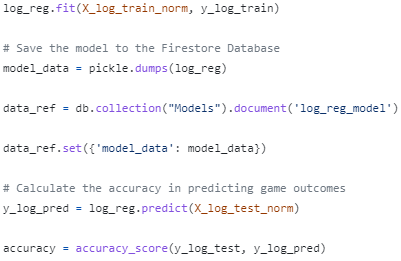 log_reg.fit(X_log_train_norm, y_log_train)
# Save the model to the Firestore Database
model_data = pickle.dumps(log_reg)
data_ref = db.collection("Models").document('log_reg_model')
data_ref.set({'model_data': model_data})
# Calculate the accuracy in predicting game outcomes
y_log_pred = log_reg.predict(X_log_test_norm)
accuracy = accuracy_score(y_log_test, y_log_pred)